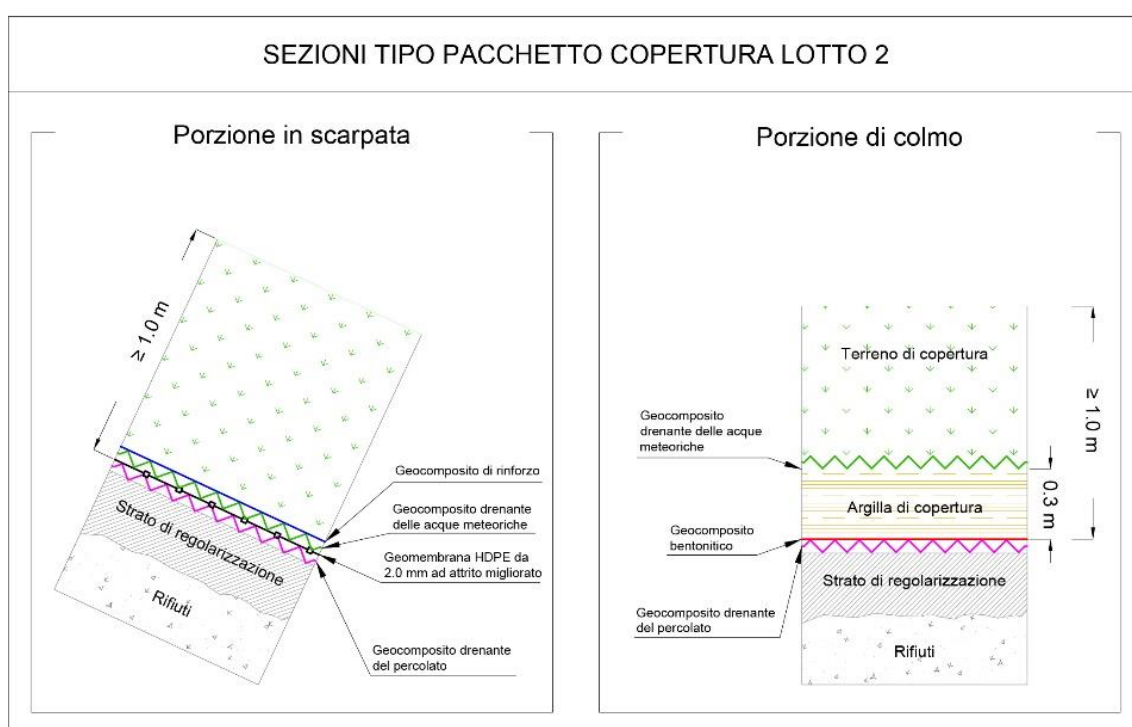 SEZIONI TIPO PACCHETTO COPERTURA LOTTO 2
Porzione in scarpata
≥ 1.0 m
Geocomposito di rinforzo
Geocomposito drenante
delle acque meteoriche
Geomembrana HDPE da
2.0 mm ad attrito migliorato
Strato di regolarizzazione
Rifiuti
Geocomposito drenante
del percolato
Porzione di colmo
Terreno di copertura
≥ 1.0 m
Geocomposito
drenante delle acque
meteoriche
0.3 m
Argilla di copertura
Geocomposito
bentonitico
Strato di regolarizzazione
Geocomposito drenante
del percolato
Rifiuti